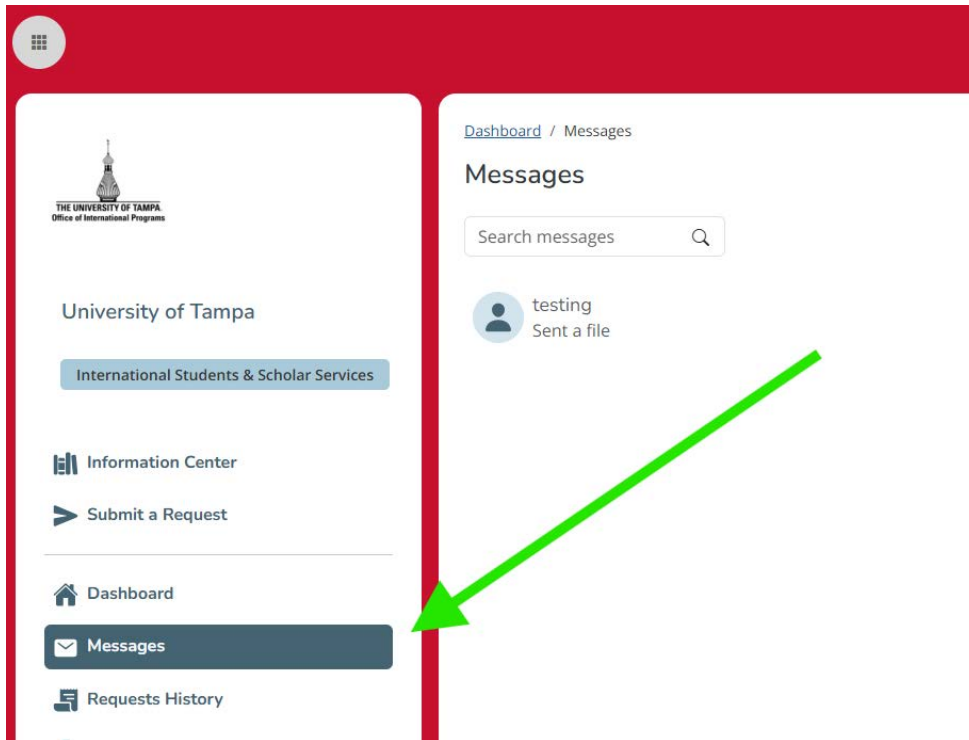 THE UNIVERSITY OF TAMPA.
Office of International Programs
University of Tampa
International Students & Scholar Services
Information Center
Submit a Request
Dashboard
Messages
Requests History
Dashboard / Messages
Messages
Search messages
testing
Sent a file